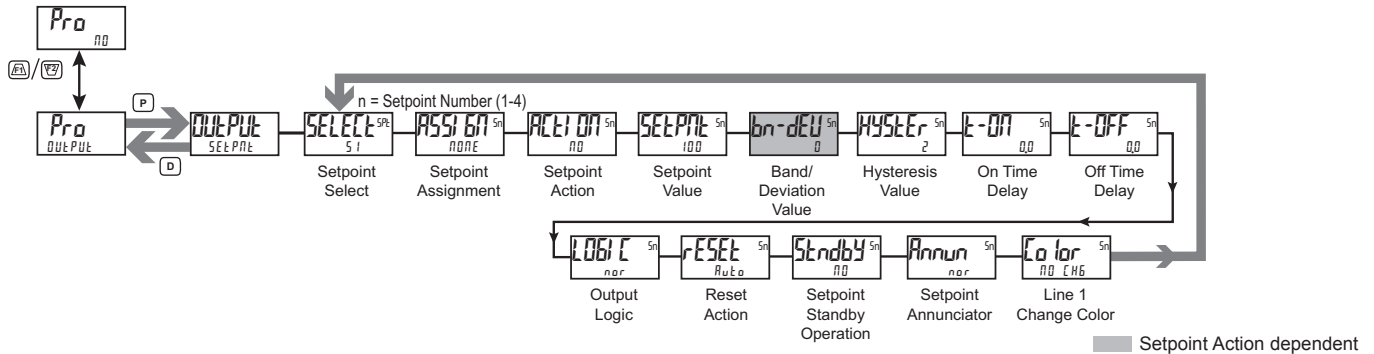 Pro
NO
F1 / F2
P
n = Setpoint Number (1-4)
Pro
OUtPUt
D
OUtPUt
SEtPNt
SELECt SPt
S1
ASSIGN Sn
NONE
ACtION Sn
NO
SEtPNt Sn
100
bn-dEV Sn
0
HYStEr Sn
2
t-ON Sn
0.0
t-OFF Sn
0.0
Setpoint
Select
Setpoint
Assignment
Setpoint
Action
Setpoint
Value
Band/
Deviation
Value
Hysteresis
Value
On Time
Delay
Off Time
Delay
LOGIC Sn
nor
rESEt Sn
Auto
Stndby Sn
NO
Annun Sn
nor
Color Sn
NO CHG
Output
Logic
Reset
Action
Setpoint
Standby
Operation
Setpoint
Annunciator
Line 1
Change Color
Setpoint Action dependent